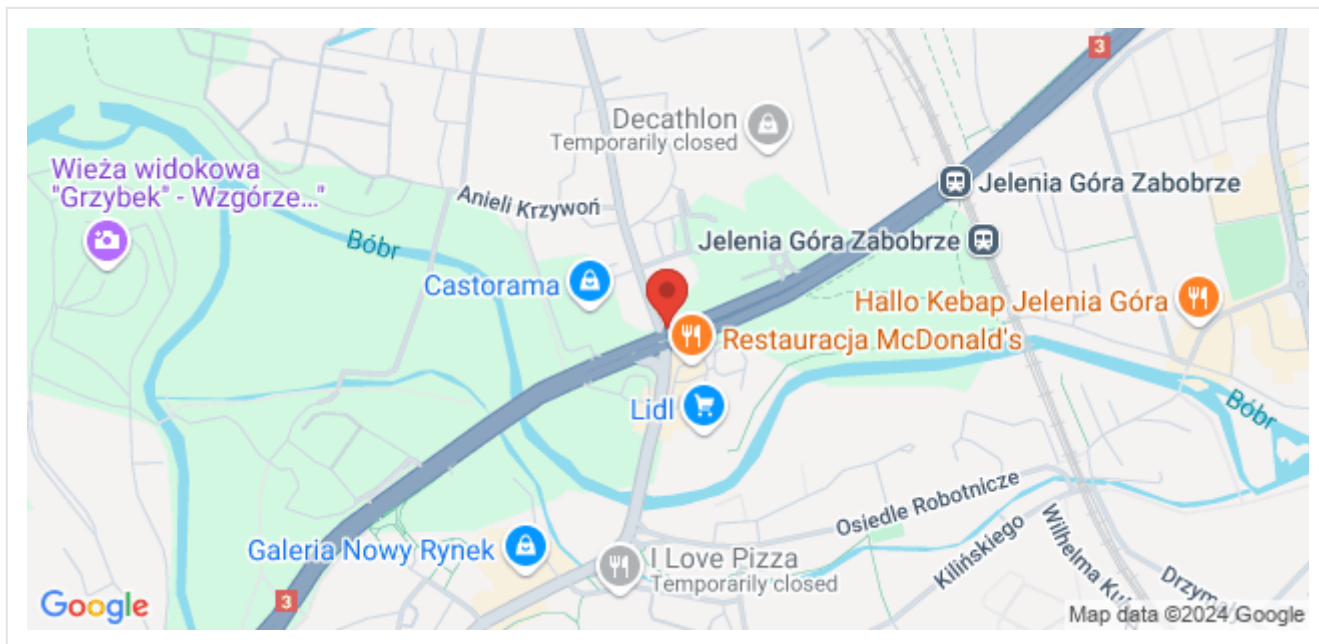 3
Decathlon
Temporarily closed
Wieża widokowa
"Grzybek" - Wzgórze..."
Anieli Krzywoń
Jelenia Góra Zabobrze
Bóbr
Jelenia Góra Zabobrze
Castorama
Hallo Kebap Jelenia Góra
Restauracja McDonald's
Lidl
Bóbr
Osiedle Robotnicze
Galeria Nowy Rynek
I Love Pizza
Temporarily closed
Kilińskiego
Wilhelma
Google
3
Map data ©2024 Google